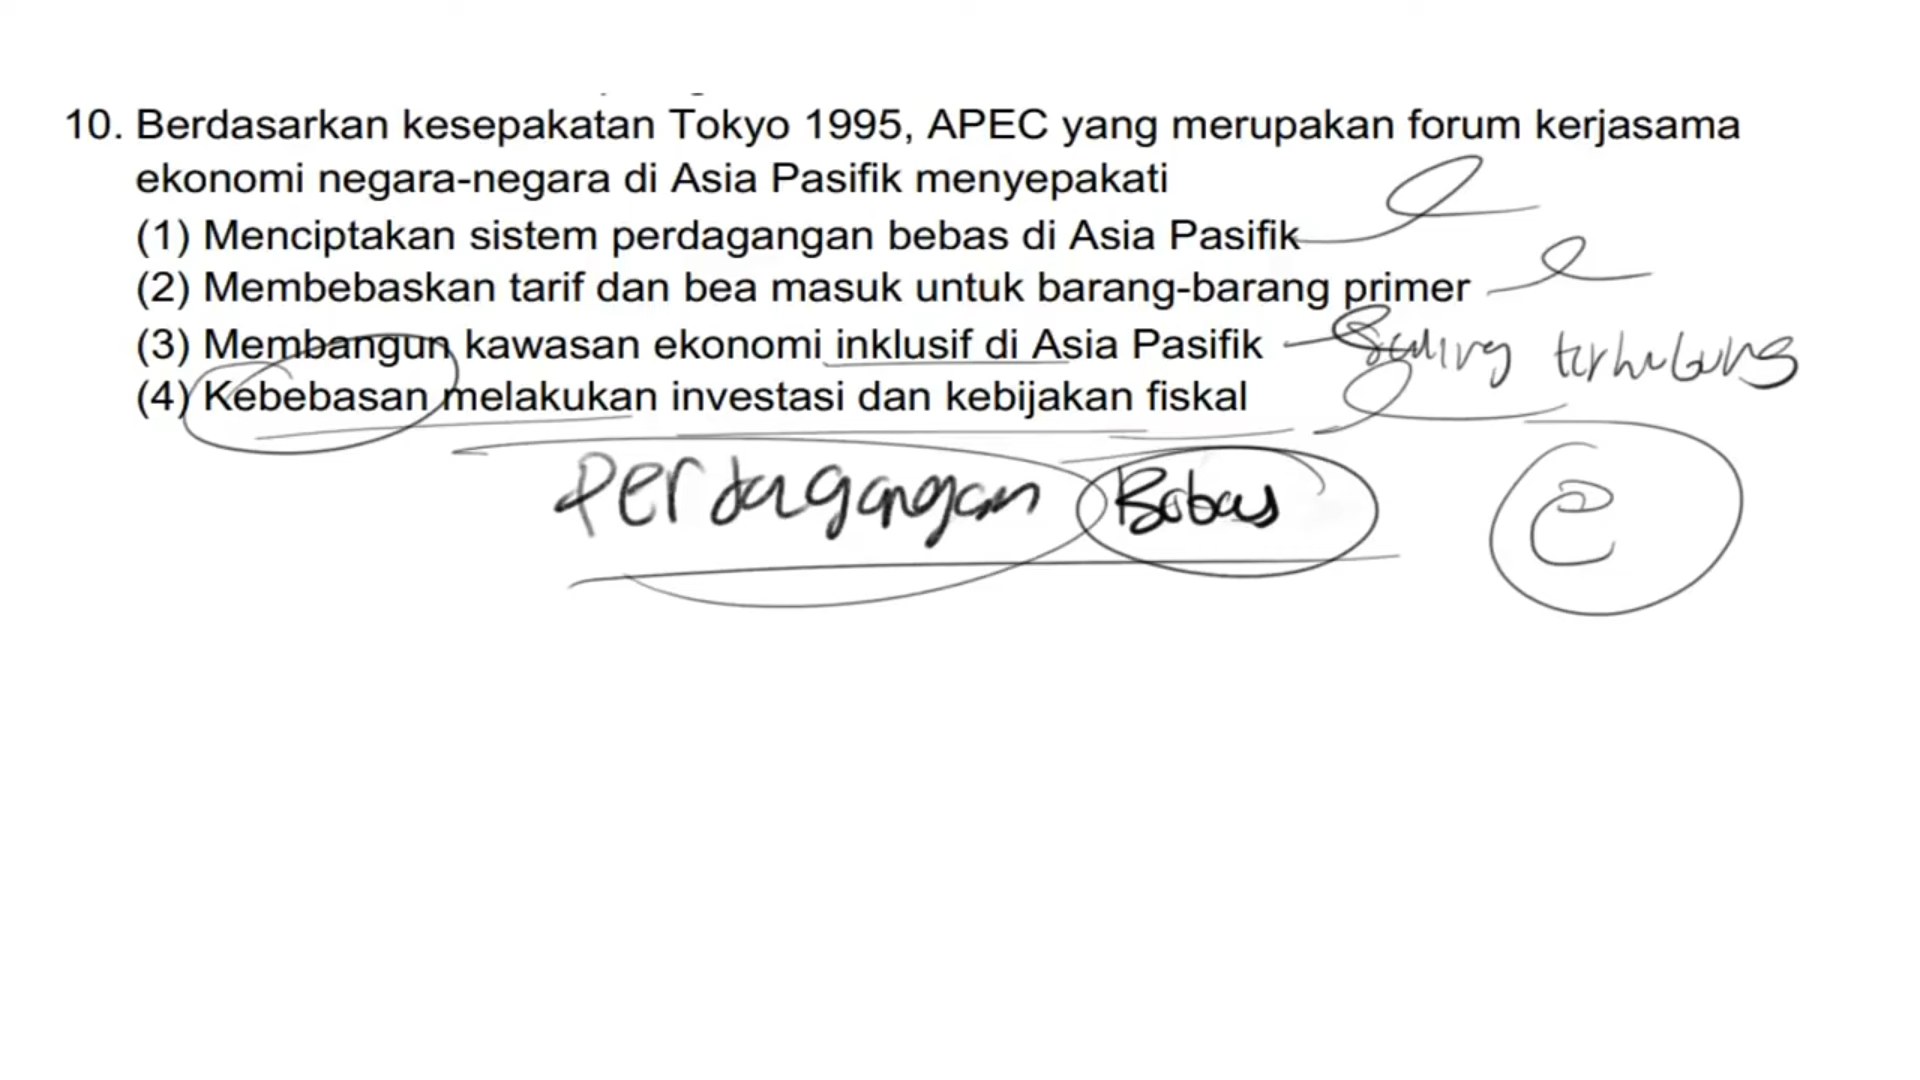 10. Berdasarkan kesepakatan Tokyo 1995, APEC yang merupakan forum kerjasama
ekonomi negara-negara di Asia Pasifik menyepakati
(1) Menciptakan sistem perdagangan bebas di Asia Pasifik
(2) Membebaskan tarif dan bea masuk untuk barang-barang primer
(3) Membangun kawasan ekonomi inklusif di Asia Pasifik
Saling terhubung
(4) Kebebasan melakukan investasi dan kebijakan fiskal
Perdagangan Bebas